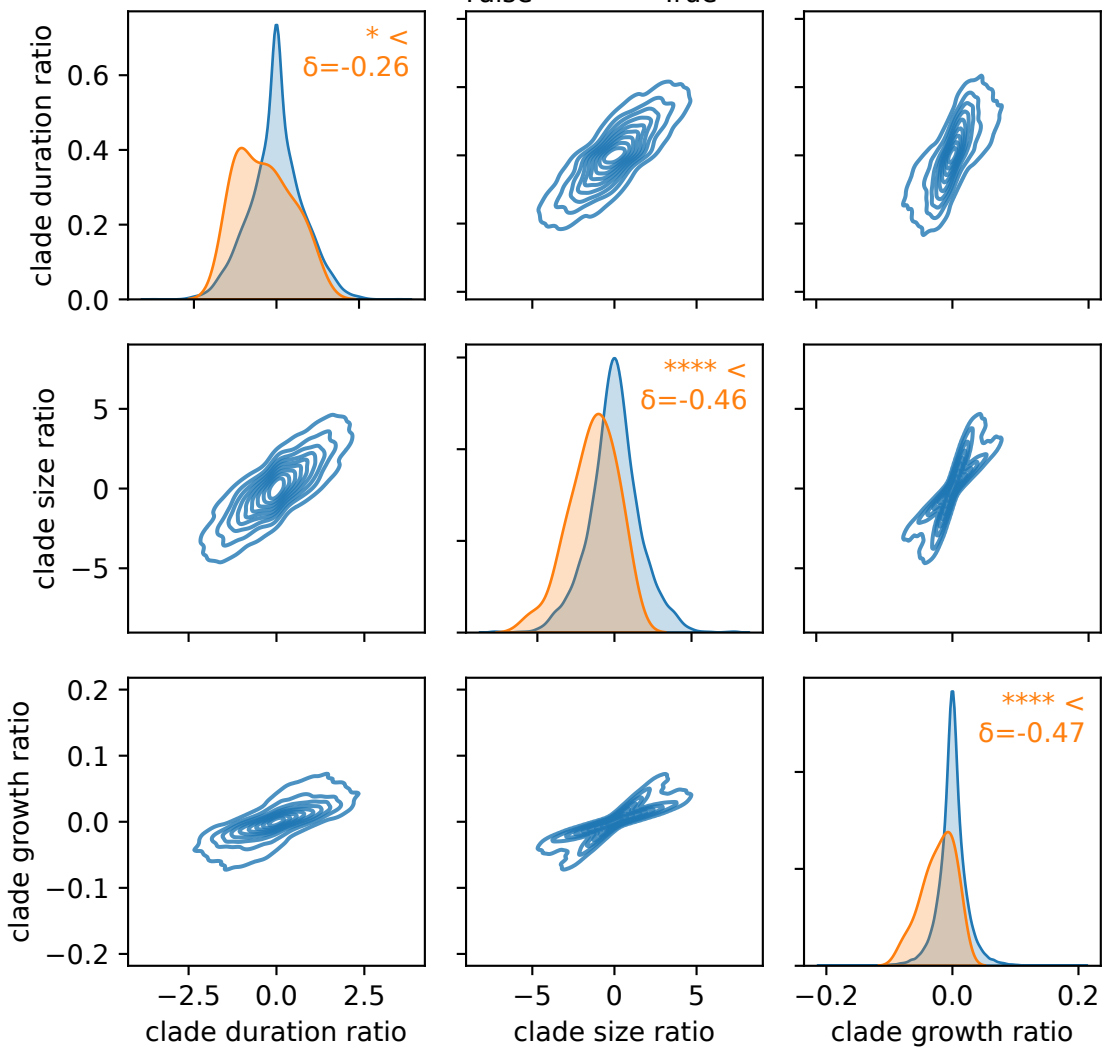 clade duration ratio
0.6
0.4
0.2
0.0
* <
δ=-0.26
clade size ratio
5
0
−5
**** <
δ=-0.46
clade growth ratio
0.2
0.1
0.0
−0.1
−0.2
**** <
δ=-0.47
−2.5 0.0 2.5
−5 0 5
−0.2 0.0 0.2
clade duration ratio
clade size ratio
clade growth ratio